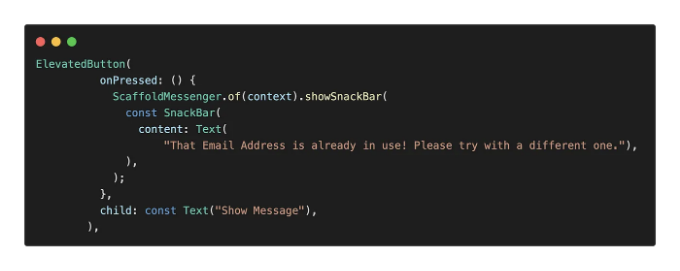 ElevatedButton(
onPressed: () {
ScaffoldMessenger.of(context).showSnackBar(
const SnackBar(
content: Text(
"That Email Address is already in use! Please try with a different one."),
),
);
},
child: const Text("Show Message"),
),